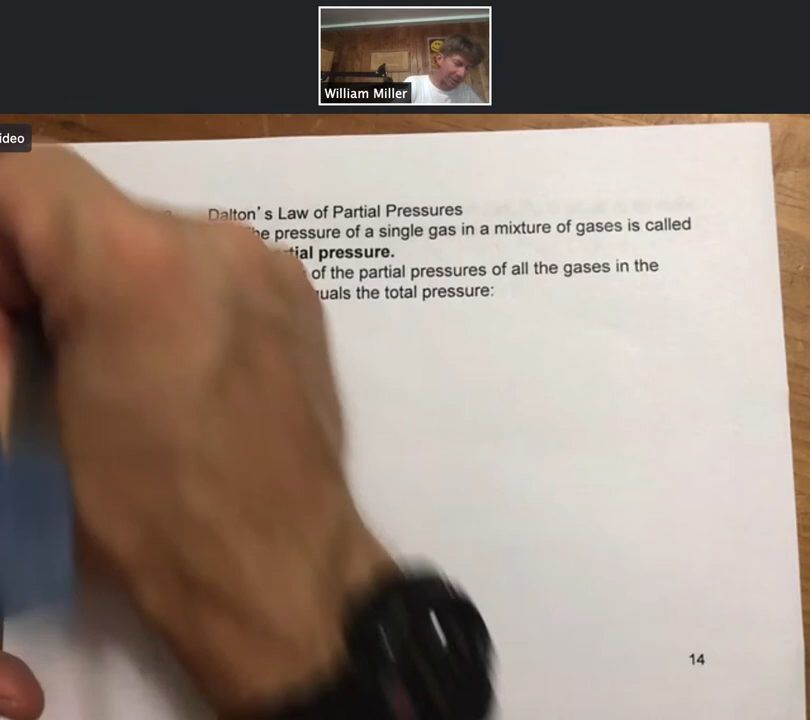 William Miller
ideo
Dalton's Law of Partial Pressures
he pressure of a single gas in a mixture of gases is called
tial pressure.
of the partial pressures of all the gases in the
uals the total pressure:
14